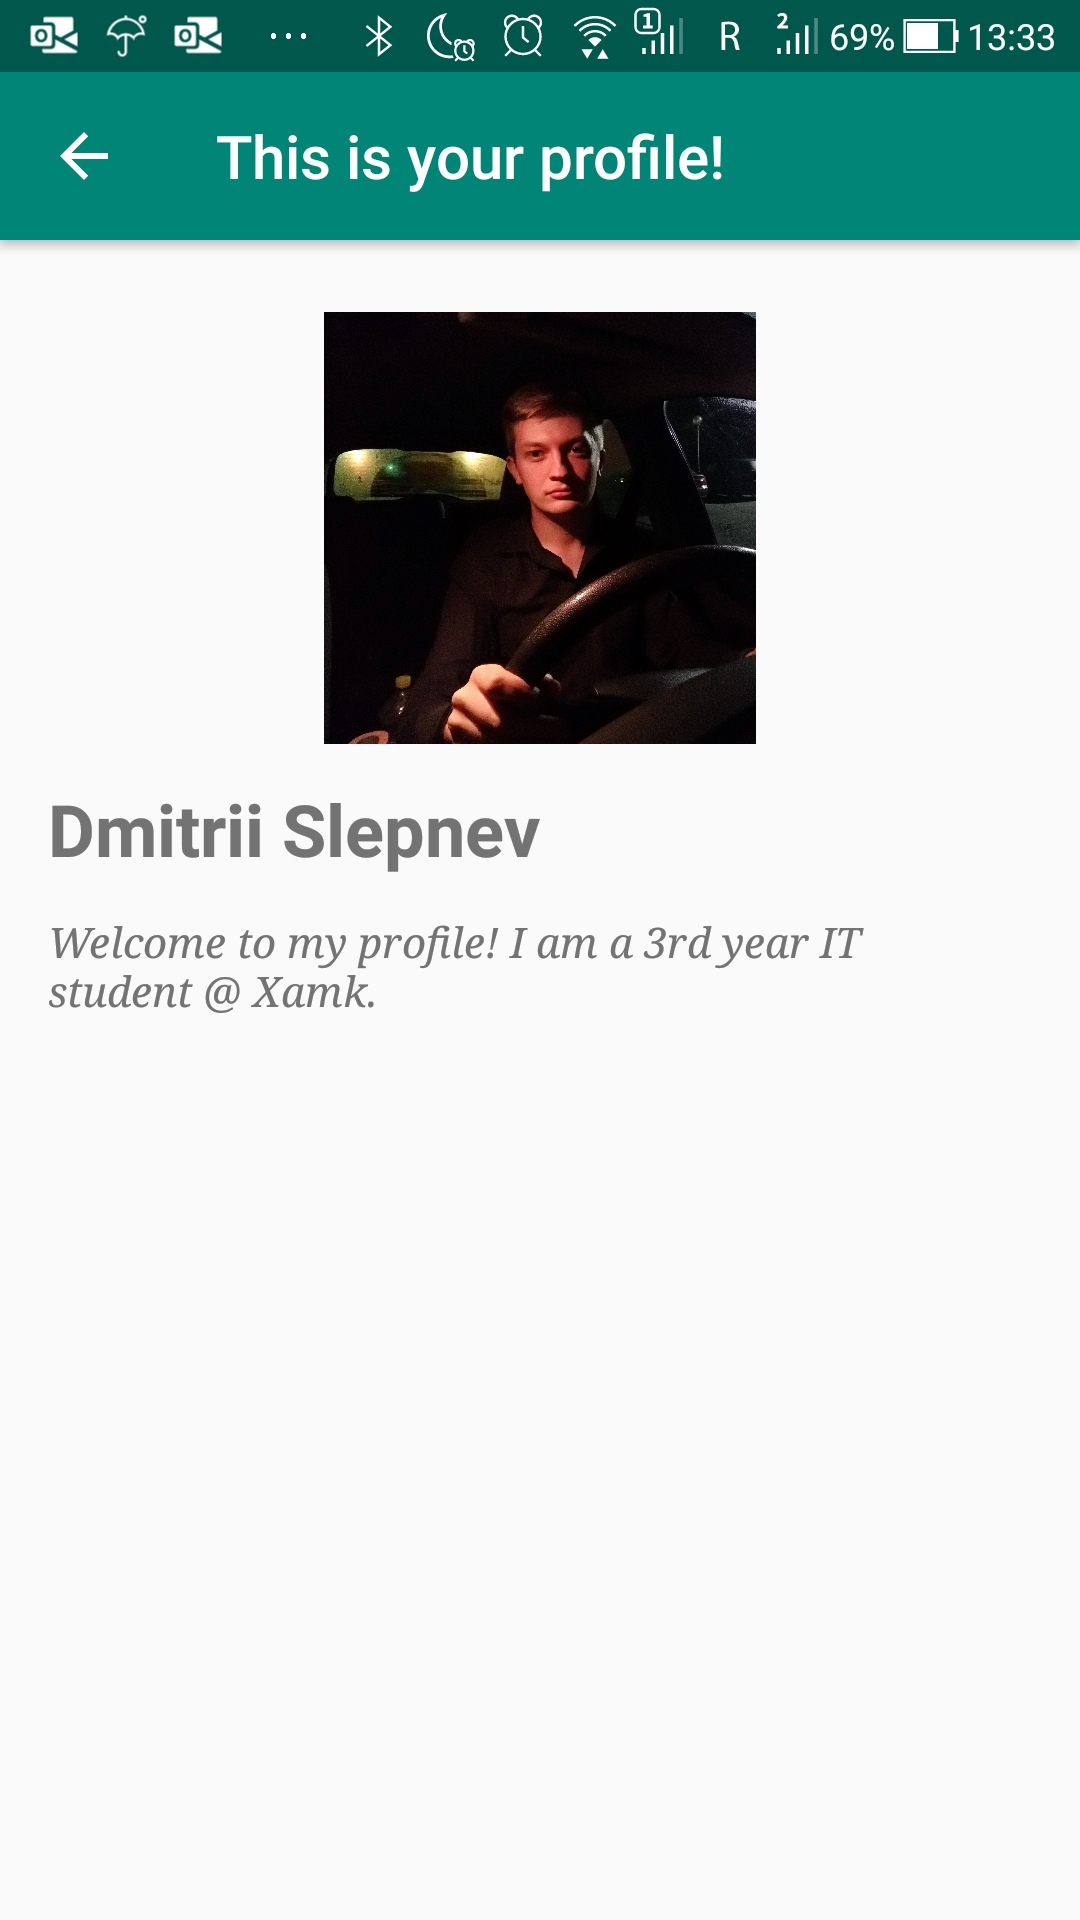 1 R 2 69% 13:33
This is your profile!
Dmitrii Slepnev
Welcome to my profile! I am a 3rd year IT
student @ Xamk.